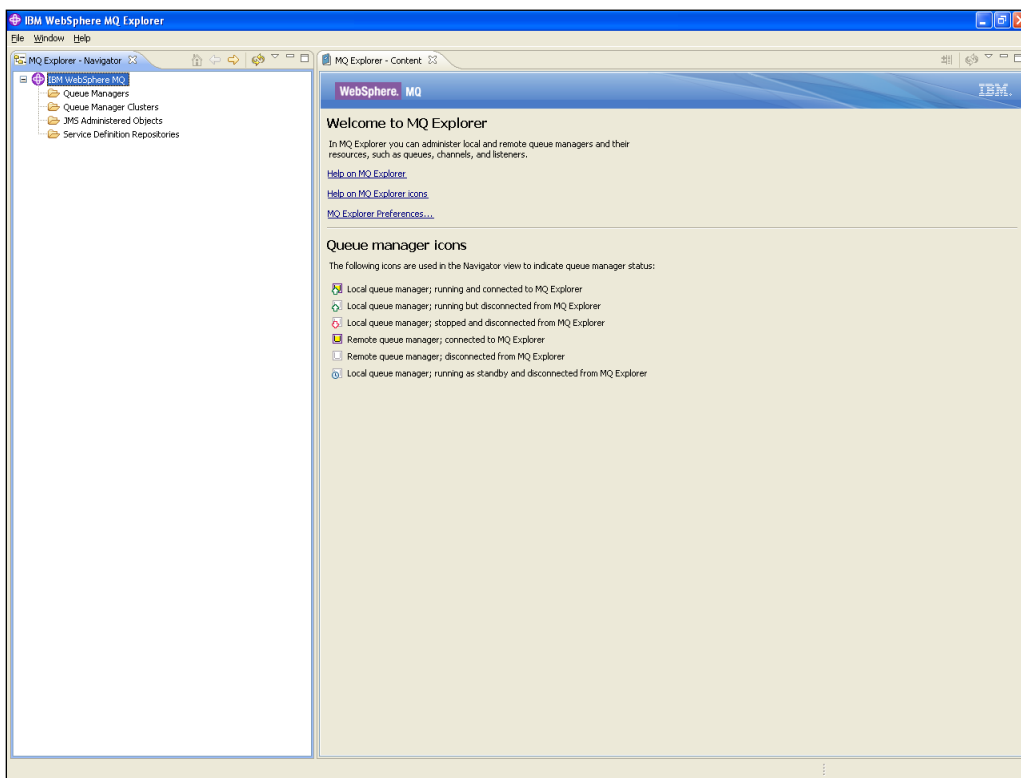 IBM WebSphere MQ Explorer
File Window Help
MQ Explorer - Navigator
IBM WebSphere MQ
Queue Managers
Queue Manager Clusters
JMS Administered Objects
Service Definition Repositories
MQ Explorer - Content
WebSphere. MQ
IBM.
Welcome to MQ Explorer
In MQ Explorer you can administer local and remote queue managers and their
resources, such as queues, channels, and listeners.
Help on MQ Explorer
Help on MQ Explorer icons
MQ Explorer Preferences...
Queue manager icons
The following icons are used in the Navigator view to indicate queue manager status:
Local queue manager; running and connected to MQ Explorer
Local queue manager; running but disconnected from MQ Explorer
Local queue manager; stopped and disconnected from MQ Explorer
Remote queue manager; connected to MQ Explorer
Remote queue manager; disconnected from MQ Explorer
Local queue manager; running as standby and disconnected from MQ Explorer